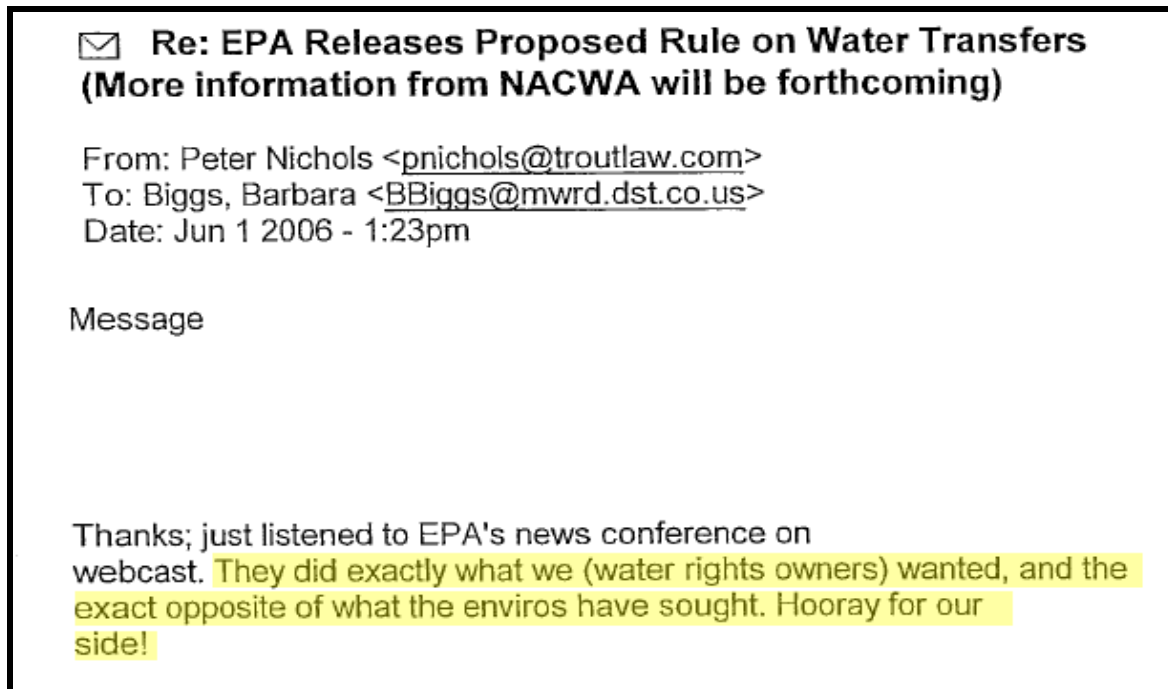 Re: EPA Releases Proposed Rule on Water Transfers
(More information from NACWA will be forthcoming)
From: Peter Nichols <pnichols@troutlaw.com>
To: Biggs, Barbara <BBiggs@mwrd.dst.co.us>
Date: Jun 1 2006 - 1:23pm
Message
Thanks; just listened to EPA's news conference on
webcast. They did exactly what we (water rights owners) wanted, and the
exact opposite of what the enviros have sought. Hooray for our
side!